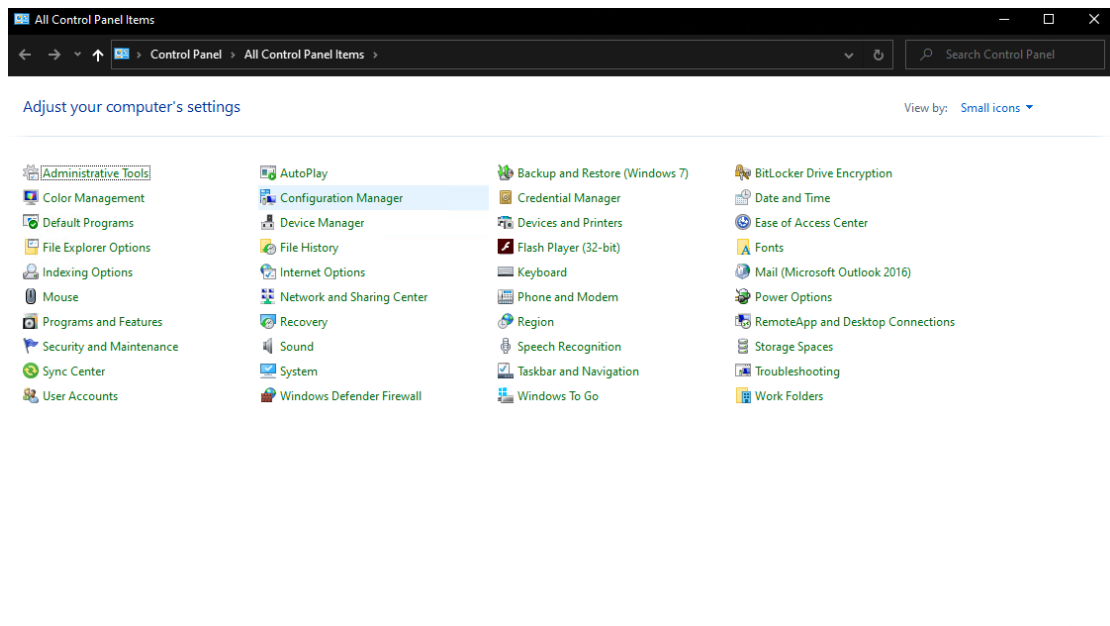 All Control Panel Items
Control Panel > All Control Panel Items >
Search Control Panel
Adjust your computer's settings
View by: Small icons
Administrative Tools
AutoPlay
Backup and Restore (Windows 7)
BitLocker Drive Encryption
Color Management
Configuration Manager
Credential Manager
Date and Time
Default Programs
Device Manager
Devices and Printers
Ease of Access Center
File Explorer Options
File History
Flash Player (32-bit)
Fonts
Indexing Options
Internet Options
Keyboard
Mail (Microsoft Outlook 2016)
Mouse
Network and Sharing Center
Phone and Modem
Power Options
Programs and Features
Recovery
Region
RemoteApp and Desktop Connections
Security and Maintenance
Sound
Speech Recognition
Storage Spaces
Sync Center
System
Taskbar and Navigation
Troubleshooting
User Accounts
Windows Defender Firewall
Windows To Go
Work Folders